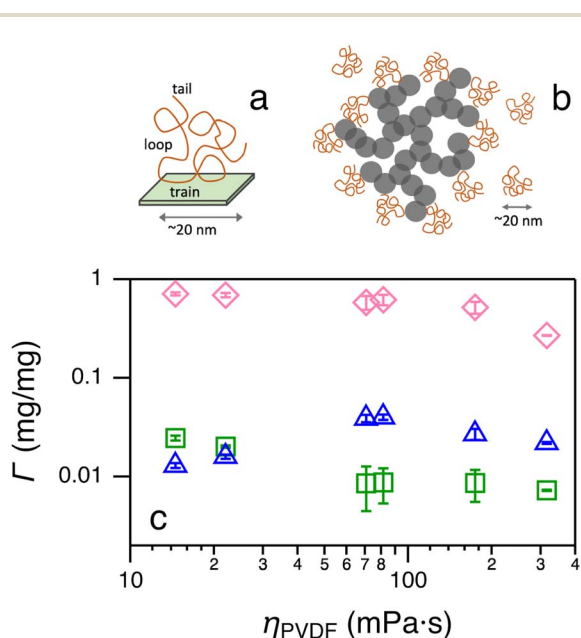 tail
a
b
loop
train
~20 nm
~20 nm
1
0.1
0.01
Γ (mg/mg)
c
10 2 3 4 5 6 7 8 100 2 3 4
ηPVDF (mPa·s)